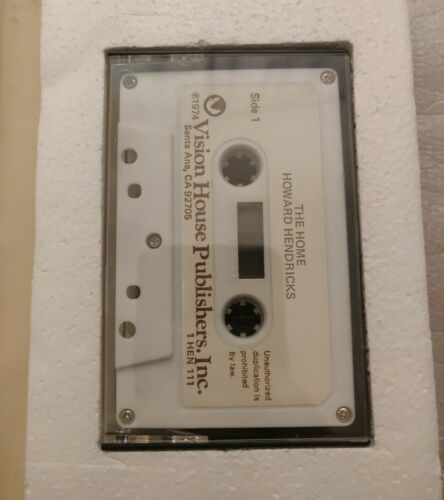 THE HOME
HOWARD HENDRICKS
Side 1
Unauthorized
duplication is
prohibited
by law.
Ⓟ1974 Vision House Publishers, Inc.
Santa Ana, CA 92705
1 HEN 111